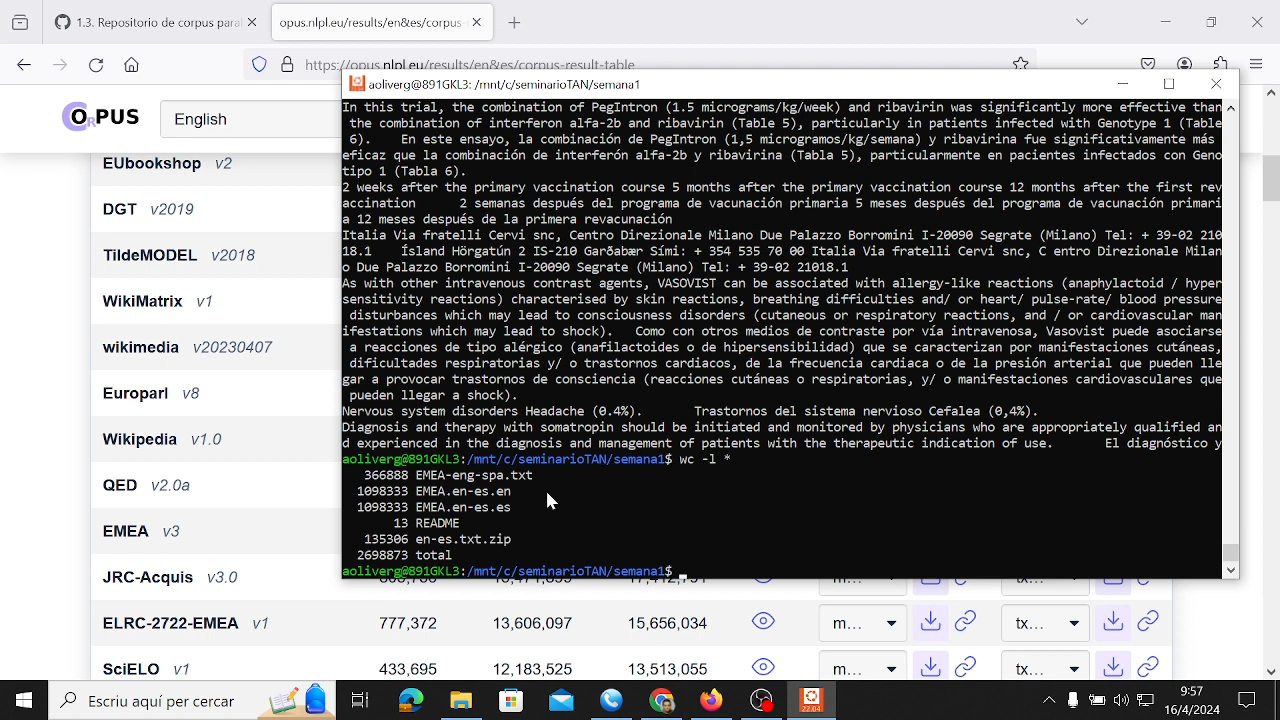 1.3. Repositorio de corpus paral
opus.nlpl.eu/results/en&es/corpus-
https://opus.nlpl.eu/results/en&es/corpus-result-table
OPUS
English
EUbookshop v2
DGT v2019
TildeMODEL v2018
WikiMatrix v1
wikimedia v20230407
Europarl v8
Wikipedia v1.0
QED v2.0a
EMEA v3
JRC-Acquis v3.0
ELRC-2722-EMEA v1 777,372 13,606,097 15,656,034 m... tx...
SciELO v1 433,695 12,183,525 13,513,055 m... tx...
aoliverg@891GKL3: /mnt/c/seminarioTAN/semana1
In this trial, the combination of PegIntron (1.5 micrograms/kg/week) and ribavirin was significantly more effective than
the combination of interferon alfa-2b and ribavirin (Table 5), particularly in patients infected with Genotype 1 (Table
6). En este ensayo, la combinación de PegIntron (1,5 microgramos/kg/semana) y ribavirina fue significativamente más
eficaz que la combinación de interferón alfa-2b y ribavirina (Tabla 5), particularmente en pacientes infectados con Geno
tipo 1 (Tabla 6).
2 weeks after the primary vaccination course 5 months after the primary vaccination course 12 months after the first rev
accination 2 semanas después del programa de vacunación primaria 5 meses después del programa de vacunación primari
a 12 meses después de la primera revacunación
Italia Via fratelli Cervi snc, Centro Direzionale Milano Due Palazzo Borromini I-20090 Segrate (Milano) Tel: + 39-02 210
18.1 Ísland Hörgatún 2 IS-210 Garðabær Sími: + 354 535 70 00 Italia Via fratelli Cervi snc, C entro Direzionale Milan
o Due Palazzo Borromini I-20090 Segrate (Milano) Tel: + 39-02 21018.1
As with other intravenous contrast agents, VASOVIST can be associated with allergy-like reactions (anaphylactoid / hyper
sensitivity reactions) characterised by skin reactions, breathing difficulties and/ or heart/ pulse-rate/ blood pressure
disturbances which may lead to consciousness disorders (cutaneous or respiratory reactions, and / or cardiovascular man
ifestations which may lead to shock). Como con otros medios de contraste por vía intravenosa, Vasovist puede asociarse
a reacciones de tipo alérgico (anafilactoides o de hipersensibilidad) que se caracterizan por manifestaciones cutáneas,
dificultades respiratorias y/ o trastornos cardiacos, de la frecuencia cardiaca o de la presión arterial que pueden lle
gar a provocar trastornos de consciencia (reacciones cutáneas o respiratorias, y/ o manifestaciones cardiovasculares que
pueden llegar a shock).
Nervous system disorders Headache (0.4%). Trastornos del sistema nervioso Cefalea (0,4%).
Diagnosis and therapy with somatropin should be initiated and monitored by physicians who are appropriately qualified an
d experienced in the diagnosis and management of patients with the therapeutic indication of use. El diagnóstico y
aoliverg@891GKL3:/mnt/c/seminarioTAN/semana1$ wc -l *
366888 EMEA-eng-spa.txt
1098333 EMEA.en-es.en
1098333 EMEA.en-es.es
13 README
135306 en-es.txt.zip
2698873 total
aoliverg@891GKL3:/mnt/c/seminarioTAN/semana1$
Escriu aquí per cercar
22.04
9:57
16/4/2024